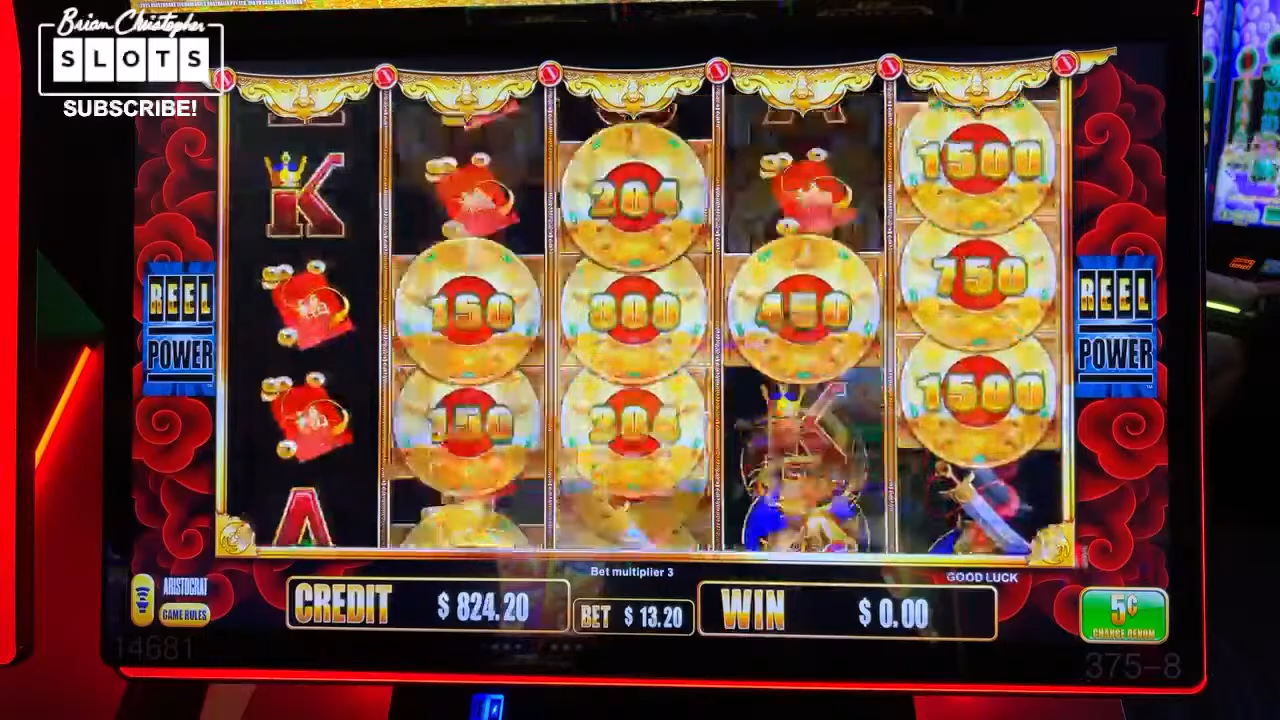 Brian Christopher
SLOTS
SUBSCRIBE!
K
204
1500
150
300
450
750
150
204
1500
K
A
REEL
POWER
REEL
POWER
Bet multiplier 3
GOOD LUCK
ARISTOCRAT
GAME RULES
CREDIT $ 824.20
BET $ 13.20
WIN $ 0.00
5¢
CHANGE DENOM
14681
375-8